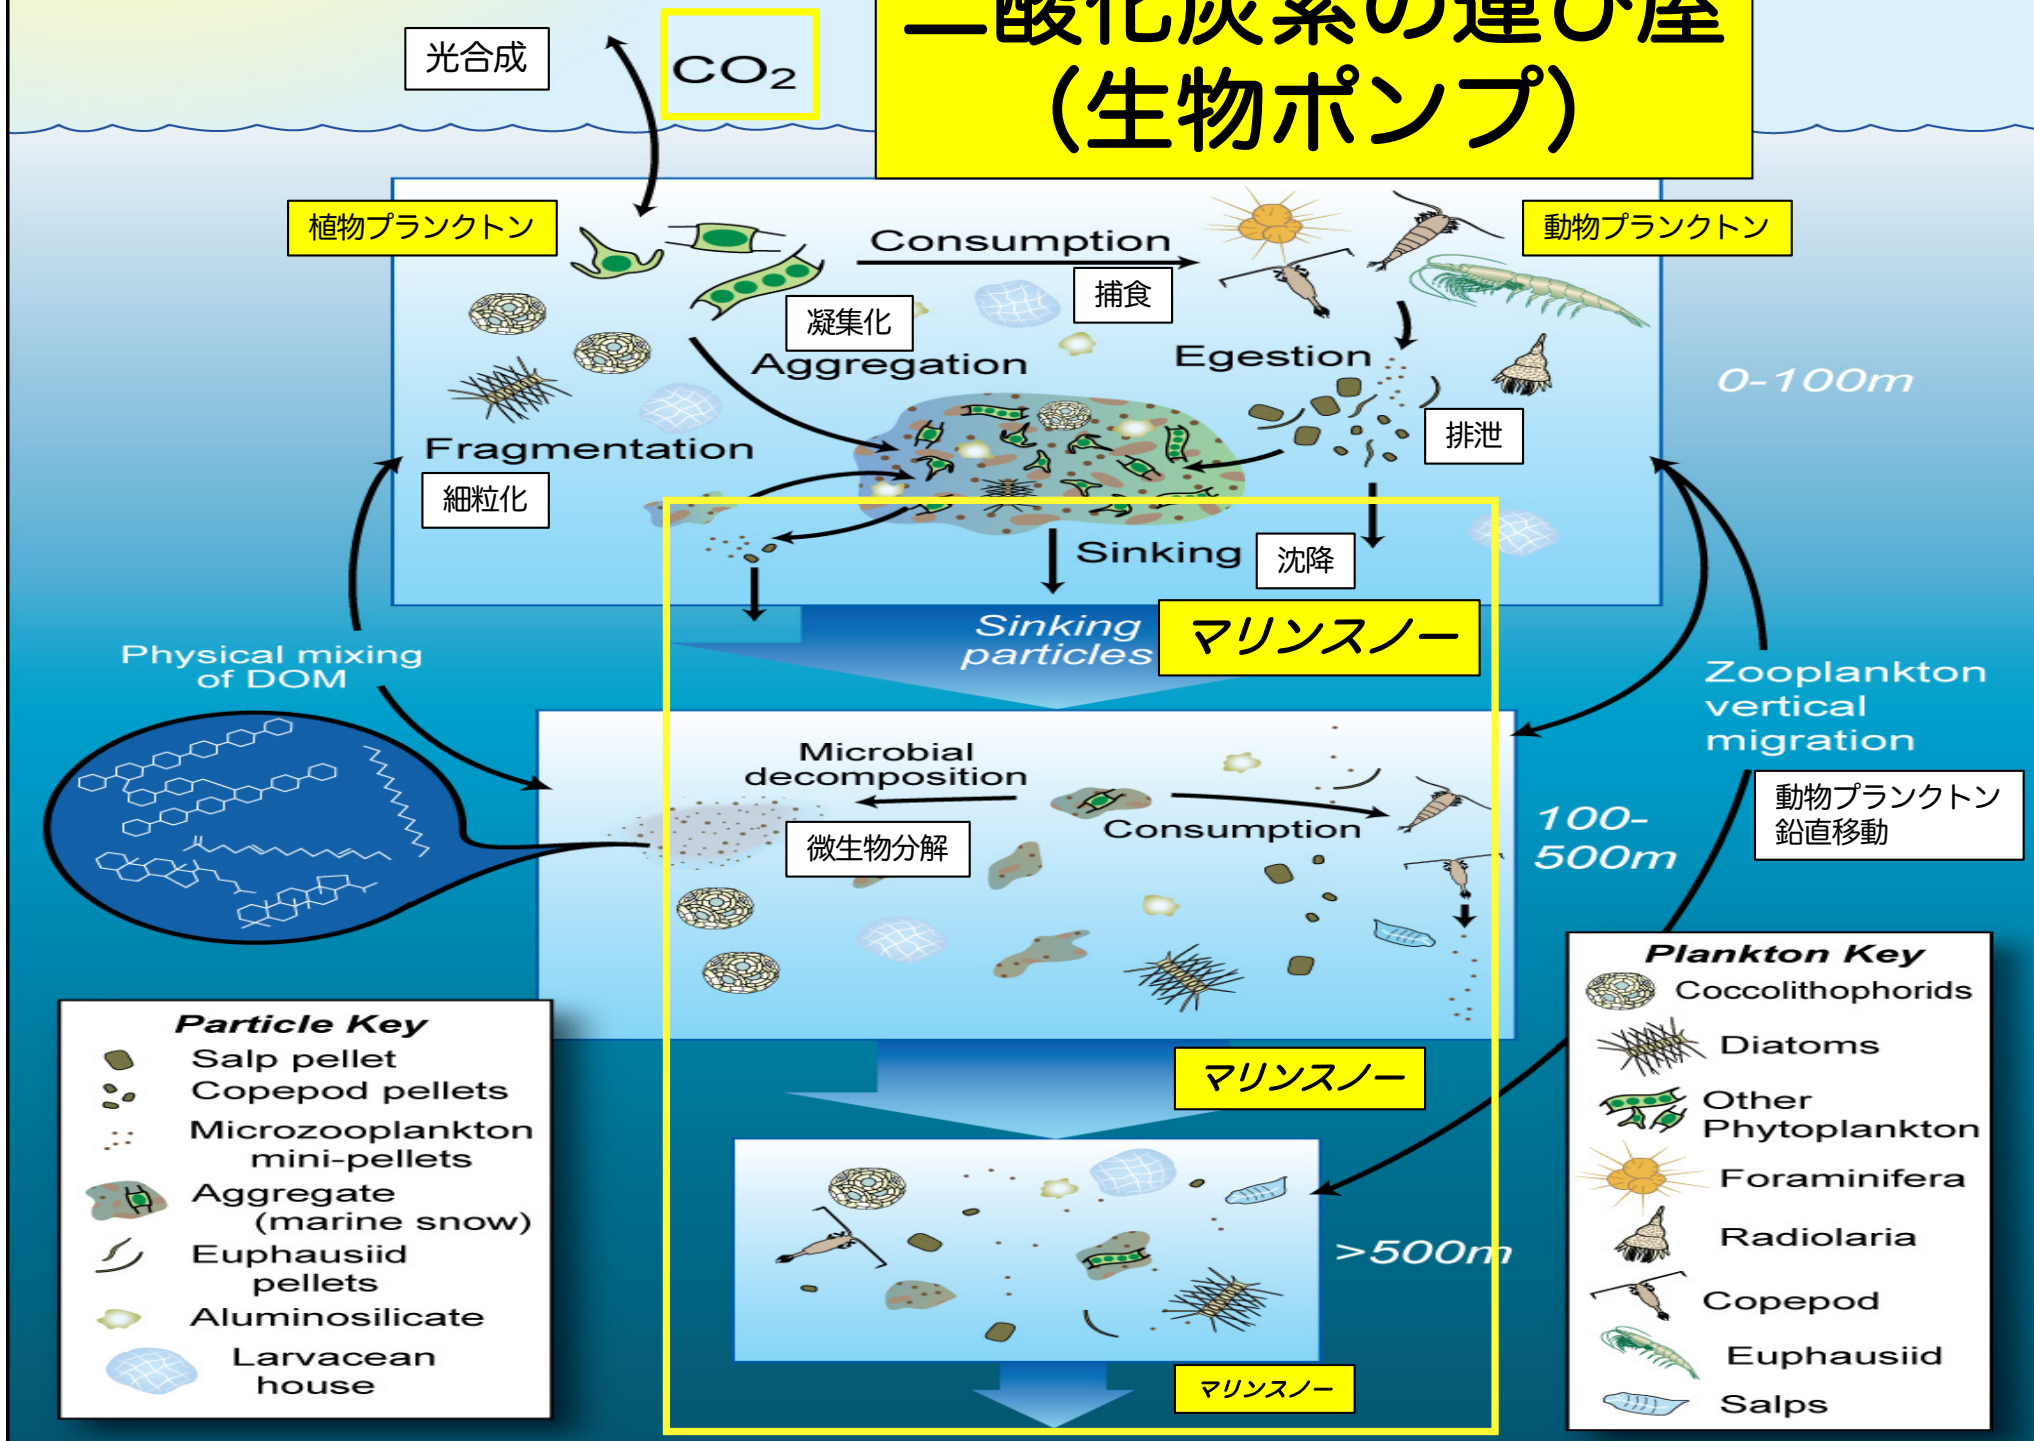 二酸化炭素の運び屋
（生物ポンプ）
光合成
CO₂
植物プランクトン
動物プランクトン
Consumption
捕食
凝集化
Aggregation
Egestion
排泄
0-100m
Fragmentation
細粒化
Sinking
沈降
Sinking
particles
マリンスノー
Physical mixing
of DOM
Zooplankton
vertical
migration
動物プランクトン
鉛直移動
Microbial
decomposition
微生物分解
Consumption
100-
500m
マリンスノー
>500m
マリンスノー
Particle Key
Salp pellet
Copepod pellets
Microzooplankton
mini-pellets
Aggregate
(marine snow)
Euphausiid
pellets
Aluminosilicate
Larvacean
house
Plankton Key
Coccolithophorids
Diatoms
Other
Phytoplankton
Foraminifera
Radiolaria
Copepod
Euphausiid
Salps